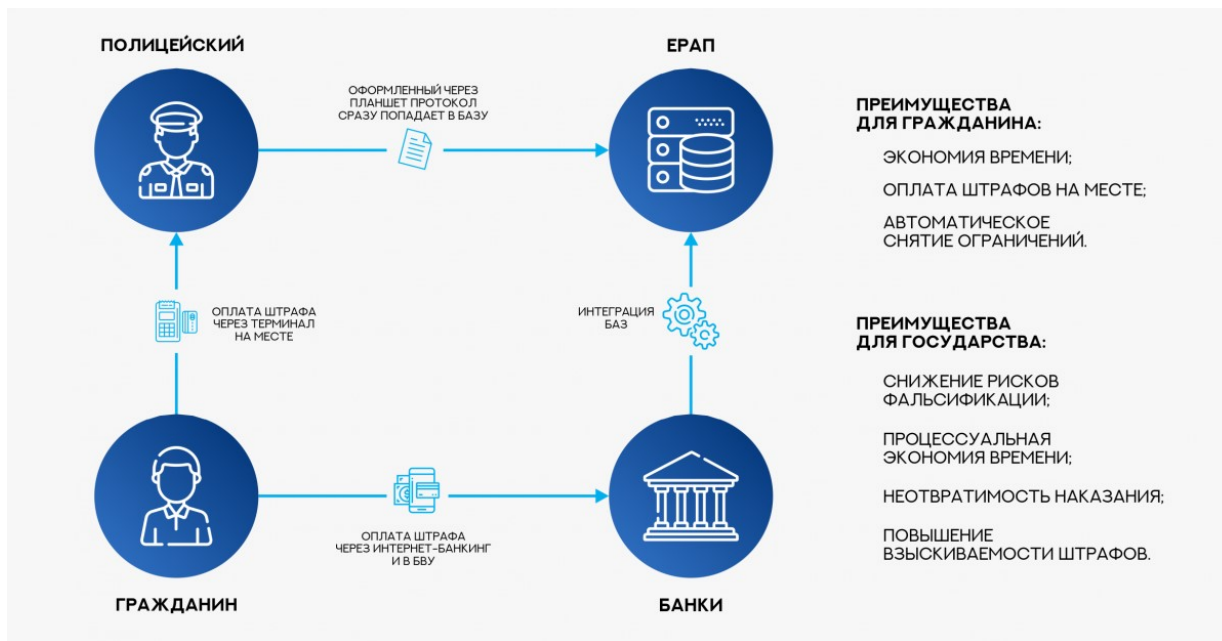 ПОЛИЦЕЙСКИЙ
ЕРАП
ОФОРМЛЕННЫЙ ЧЕРЕЗ
ПЛАНШЕТ ПРОТОКОЛ
СРАЗУ ПОПАДАЕТ В БАЗУ
ОПЛАТА ШТРАФА
ЧЕРЕЗ ТЕРМИНАЛ
НА МЕСТЕ
ИНТЕГРАЦИЯ
БАЗ
ОПЛАТА ШТРАФА
ЧЕРЕЗ ИНТЕРНЕТ-БАНКИНГ
И В БВУ
ГРАЖДАНИН
БАНКИ
ПРЕИМУЩЕСТВА
ДЛЯ ГРАЖДАНИНА:
ЭКОНОМИЯ ВРЕМЕНИ;
ОПЛАТА ШТРАФОВ НА МЕСТЕ;
АВТОМАТИЧЕСКОЕ
СНЯТИЕ ОГРАНИЧЕНИЙ.
ПРЕИМУЩЕСТВА
ДЛЯ ГОСУДАРСТВА:
СНИЖЕНИЕ РИСКОВ
ФАЛЬСИФИКАЦИИ;
ПРОЦЕССУАЛЬНАЯ
ЭКОНОМИЯ ВРЕМЕНИ;
НЕОТВРАТИМОСТЬ НАКАЗАНИЯ;
ПОВЫШЕНИЕ
ВЗЫСКИВАЕМОСТИ ШТРАФОВ.